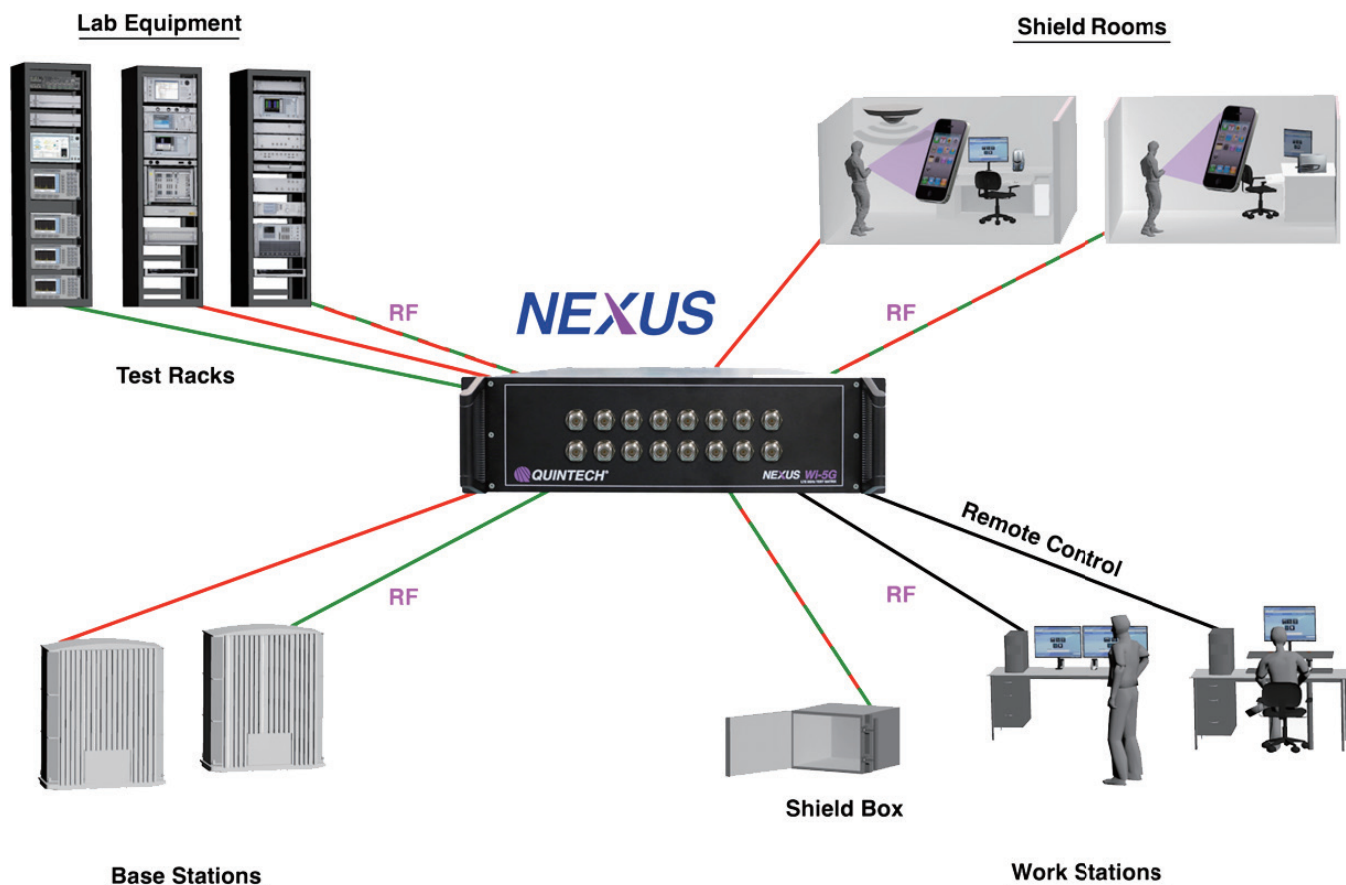 Lab Equipment
Shield Rooms
RF
NEXUS
RF
Test Racks
QUINTECH®
NEXUS Wi-5G
Remote Control
RF
RF
Shield Box
Base Stations
Work Stations